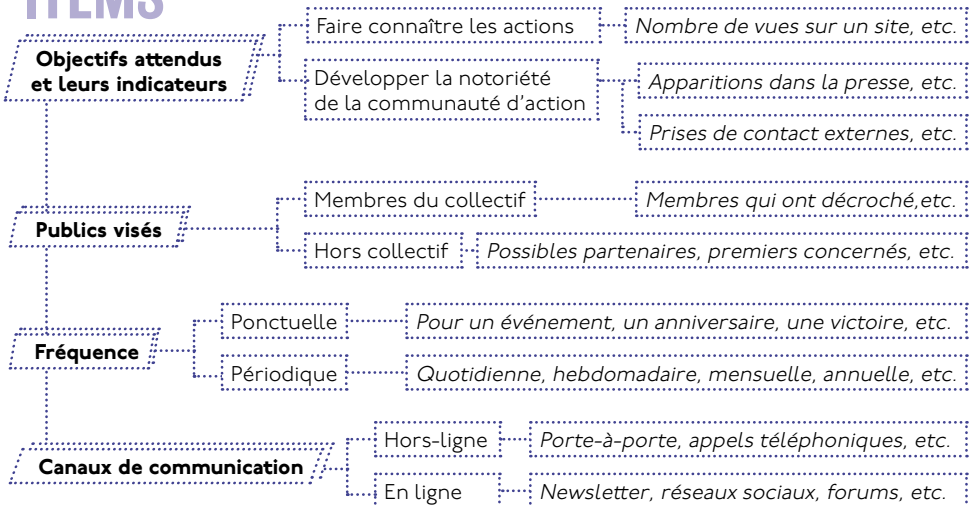 ITEMS
Objectifs attendus
et leurs indicateurs
Faire connaître les actions
Nombre de vues sur un site, etc.
Développer la notoriété
de la communauté d'action
Apparitions dans la presse, etc.
Prises de contact externes, etc.
Publics visés
Membres du collectif
Membres qui ont décroché,etc.
Hors collectif
Possibles partenaires, premiers concernés, etc.
Fréquence
Ponctuelle
Pour un événement, un anniversaire, une victoire, etc.
Périodique
Quotidienne, hebdomadaire, mensuelle, annuelle, etc.
Canaux de communication
Hors-ligne
Porte-à-porte, appels téléphoniques, etc.
En ligne
Newsletter, réseaux sociaux, forums, etc.